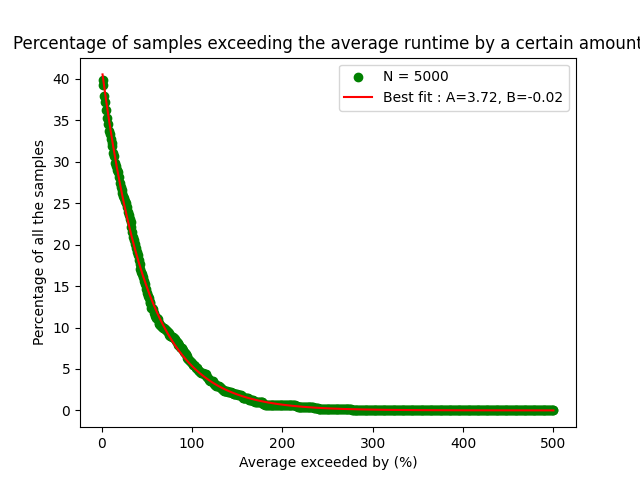 Percentage of samples exceeding the average runtime by a certain amount
N = 5000
Best fit : A=3.72, B=-0.02
40
35
30
25
20
15
10
5
0
Percentage of all the samples
0 100 200 300 400 500
Average exceeded by (%)